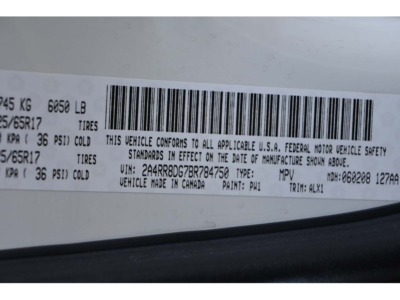 745 KG 6050 LB
5/65R17 TIRES
KPA ( 36 PSI) COLD
5/65R17 TIRES
KPA ( 36 PSI) COLD
THIS VEHICLE CONFORMS TO ALL APPLICABLE U.S.A. FEDERAL MOTOR VEHICLE SAFETY
STANDARDS IN EFFECT ON THE DATE OF MANUFACTURE SHOWN ABOVE.
VIN: 2A4RR8DG7BR784750 TYPE: MPV MDH: 060208 127AA
VEHICLE MADE IN CANADA PAINT: PW1 TRIM: ALX1